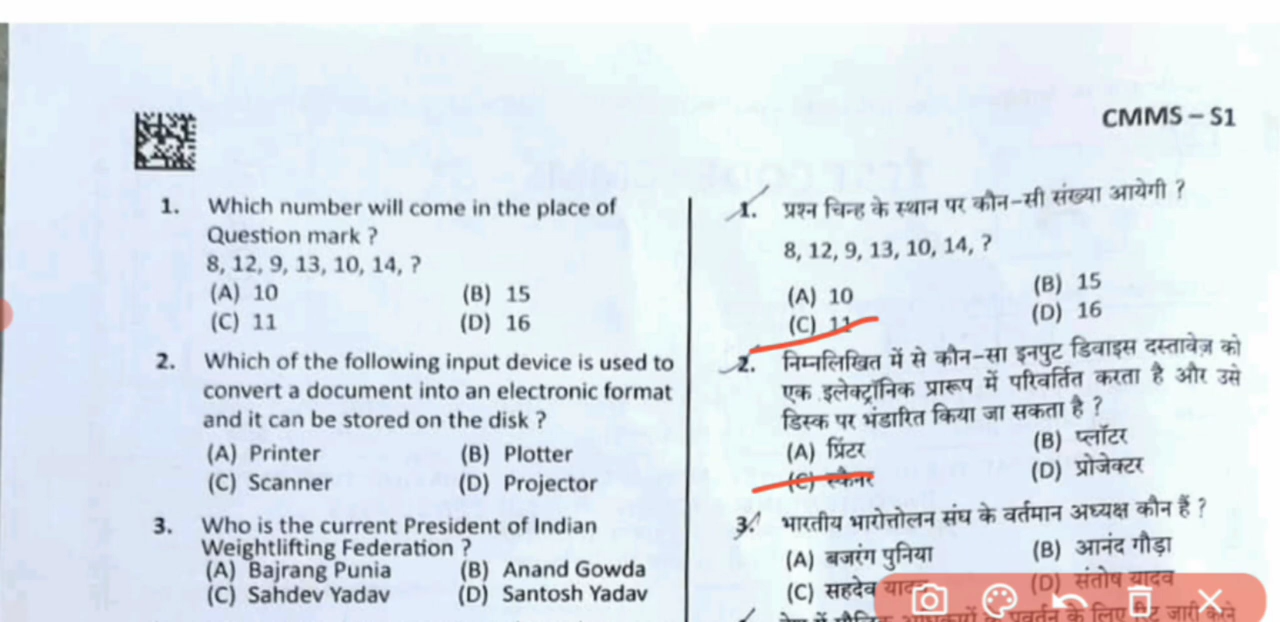 CMMS – S1
1. Which number will come in the place of
Question mark ?
8, 12, 9, 13, 10, 14, ?
(A) 10 (B) 15
(C) 11 (D) 16
2. Which of the following input device is used to
convert a document into an electronic format
and it can be stored on the disk ?
(A) Printer (B) Plotter
(C) Scanner (D) Projector
3. Who is the current President of Indian
Weightlifting Federation ?
(A) Bajrang Punia (B) Anand Gowda
(C) Sahdev Yadav (D) Santosh Yadav
1. प्रश्न चिन्ह के स्थान पर कौन-सी संख्या आयेगी ?
8, 12, 9, 13, 10, 14, ?
(A) 10 (B) 15
(C) 11 (D) 16
2. निम्नलिखित में से कौन-सा इनपुट डिवाइस दस्तावेज़ को
एक इलेक्ट्रॉनिक प्रारूप में परिवर्तित करता है और उसे
डिस्क पर भंडारित किया जा सकता है ?
(A) प्रिंटर (B) प्लॉटर
(C) स्कैनर (D) प्रोजेक्टर
3. भारतीय भारोत्तोलन संघ के वर्तमान अध्यक्ष कौन हैं ?
(A) बजरंग पुनिया (B) आनंद गौड़ा
(C) सहदेव यादव (D) संतोष यादव
के लिए रिट जारी करने